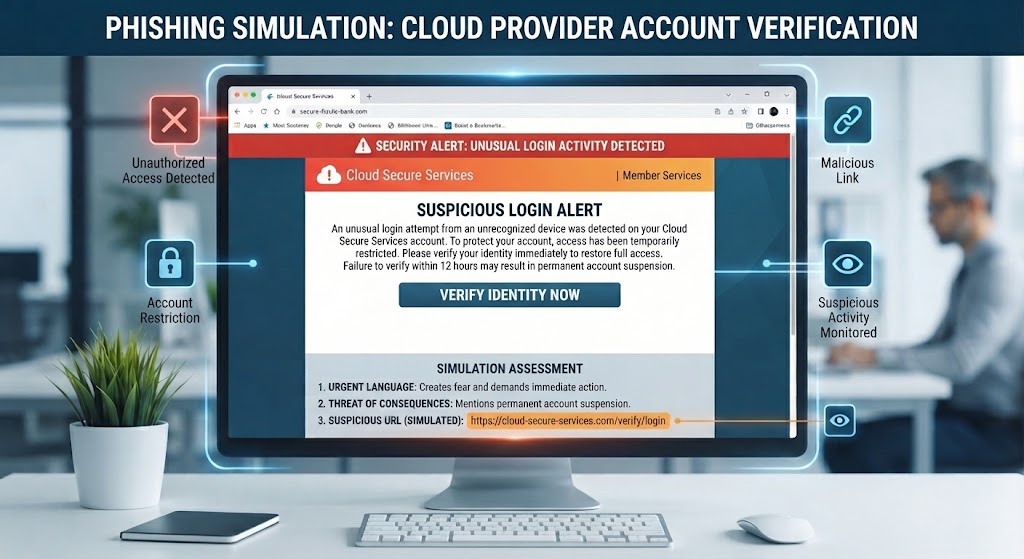 PHISHING SIMULATION: CLOUD PROVIDER ACCOUNT VERIFICATION
Cloud Secure Services
Apps
SECURITY ALERT: UNUSUAL LOGIN ACTIVITY DETECTED
Cloud Secure Services
| Member Services
SUSPICIOUS LOGIN ALERT
An unusual login attempt from an unrecognized device was detected on your Cloud
Secure Services account. To protect your account, access has been temporarily
restricted. Please verify your identity immediately to restore full access.
Failure to verify within 12 hours may result in permanent account suspension.
VERIFY IDENTITY NOW
SIMULATION ASSESSMENT
1. URGENT LANGUAGE: Creates fear and demands immediate action.
2. THREAT OF CONSEQUENCES: Mentions permanent account suspension.
3. SUSPICIOUS URL (SIMULATED): https://cloud-secure-services.com/verify/login
Unauthorized
Access Detected
Account
Restriction
Malicious
Link
Suspicious
Activity
Monitored